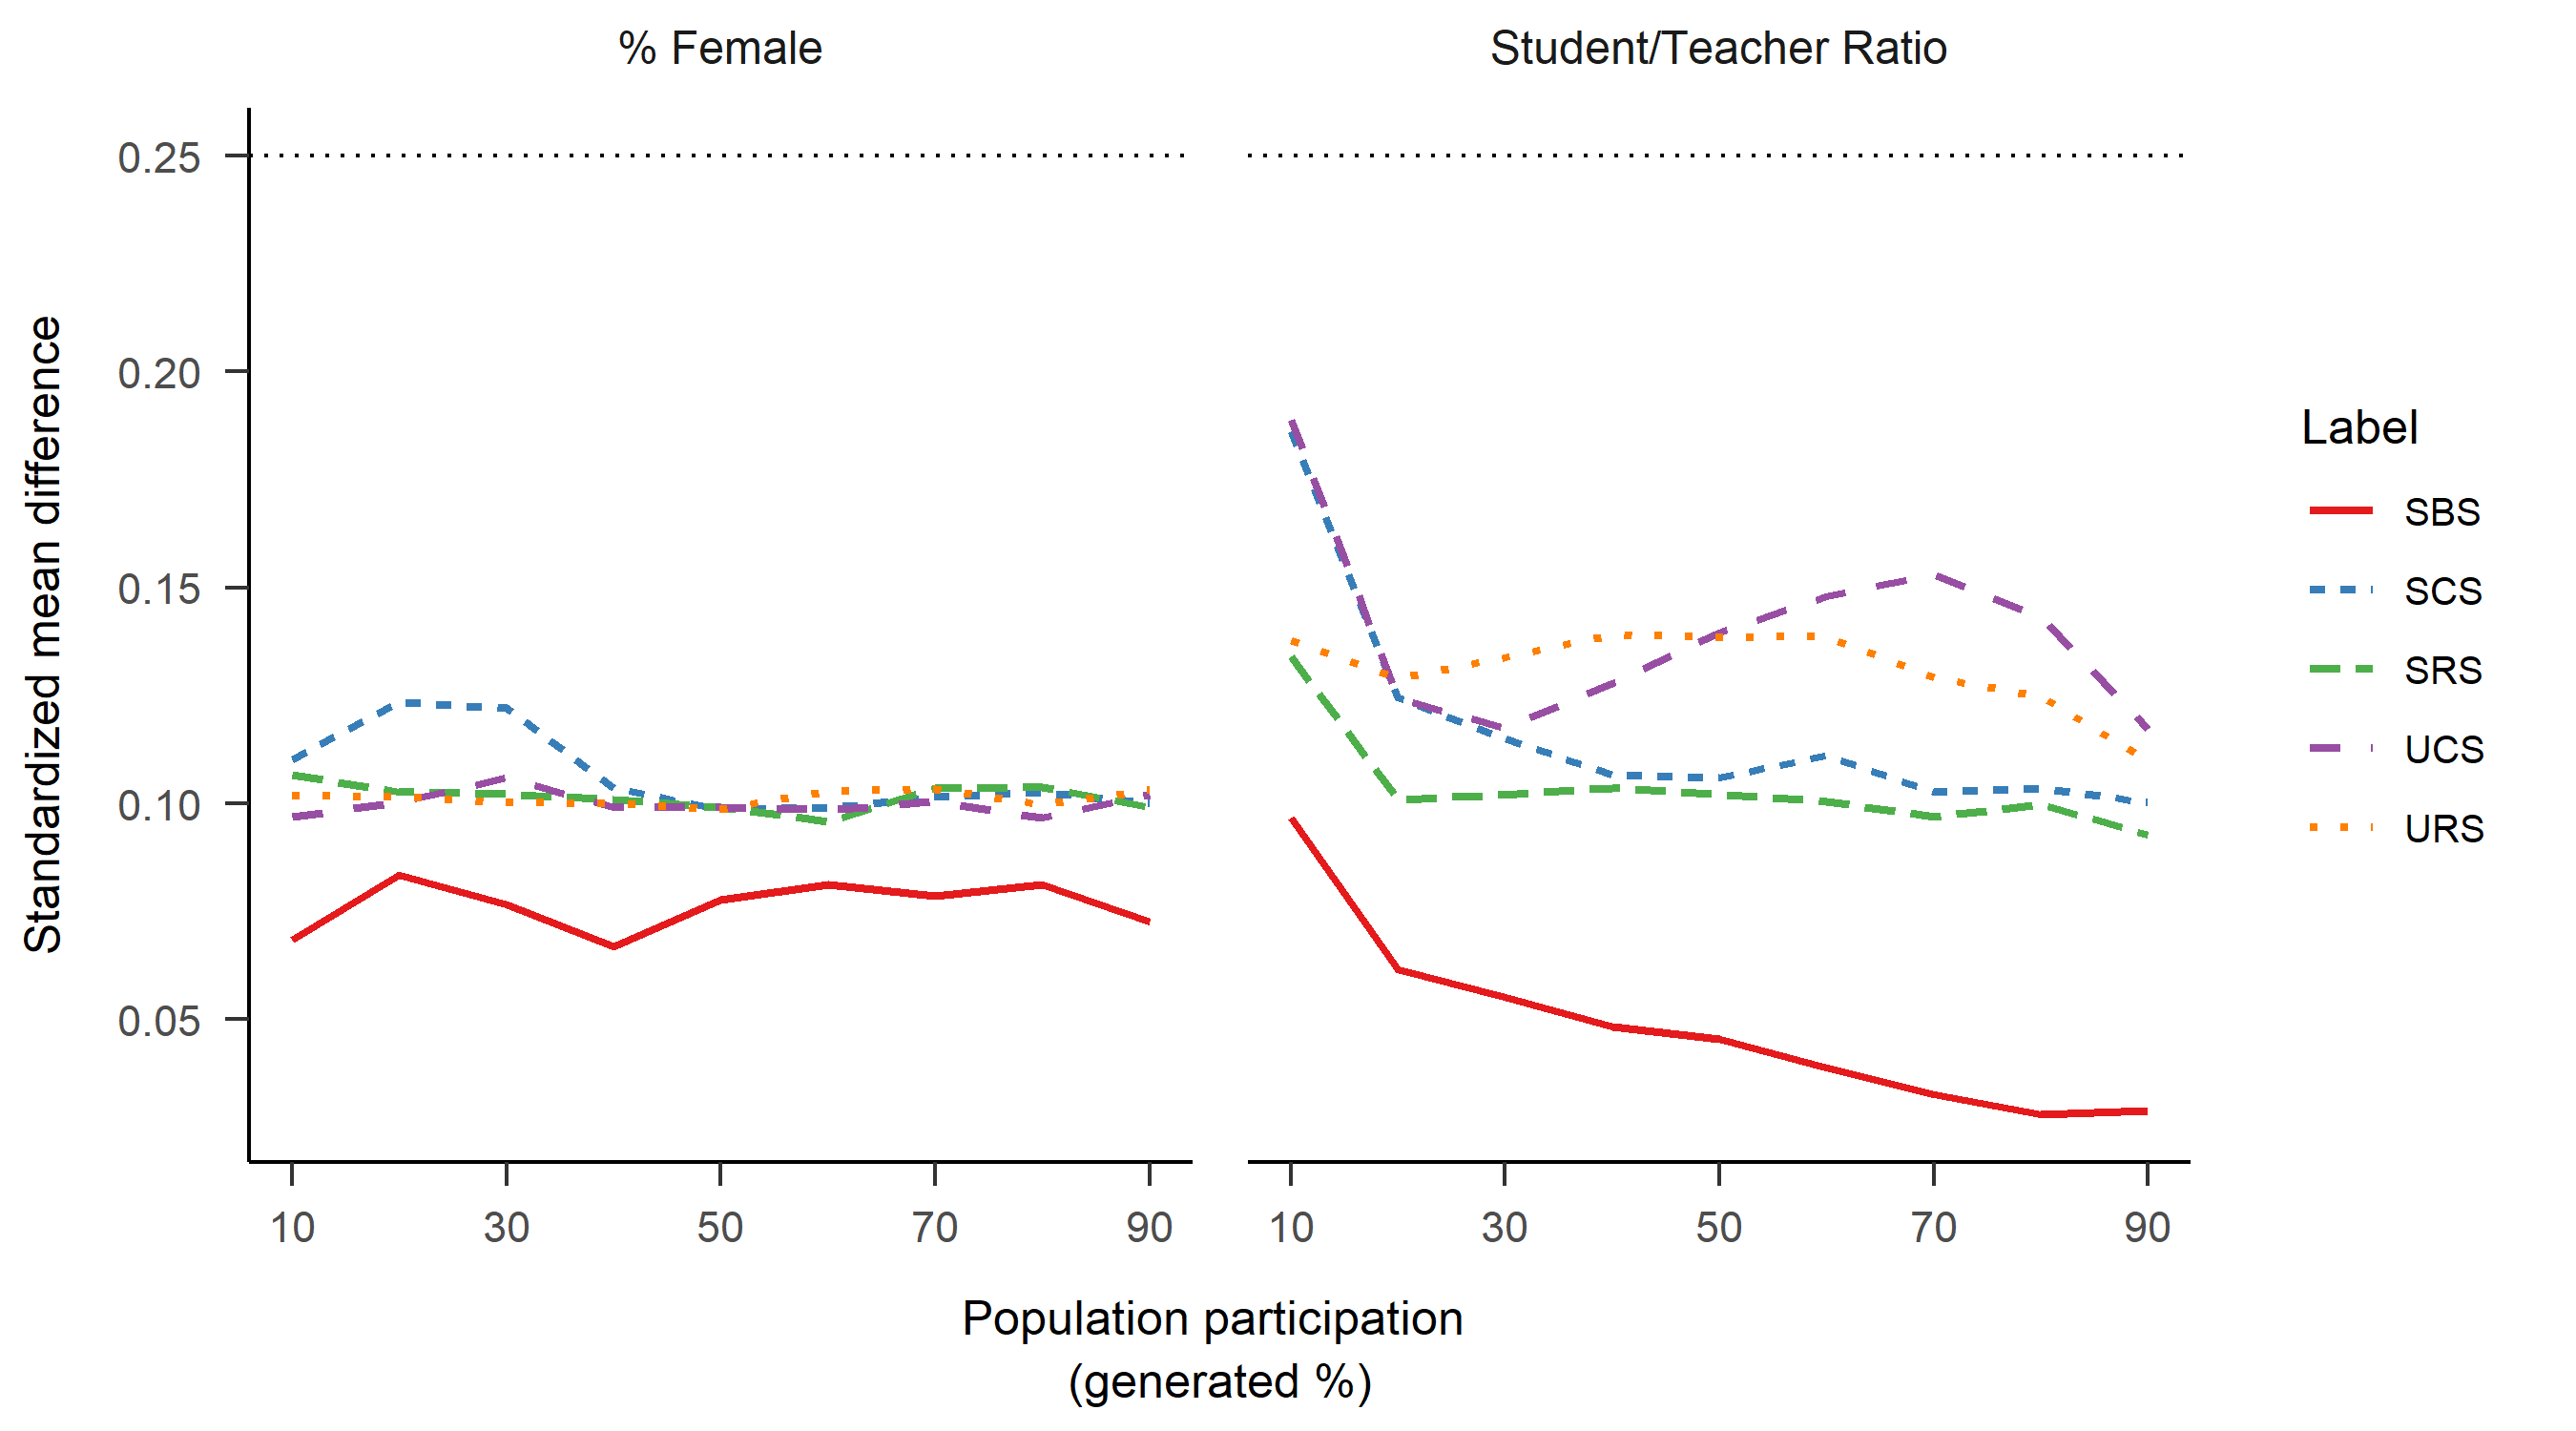 % Female
Student/Teacher Ratio
Standardized mean difference
0.25
0.20
0.15
0.10
0.05
10 30 50 70 90
10 30 50 70 90
Population participation
(generated %)
Label
SBS
SCS
SRS
UCS
URS